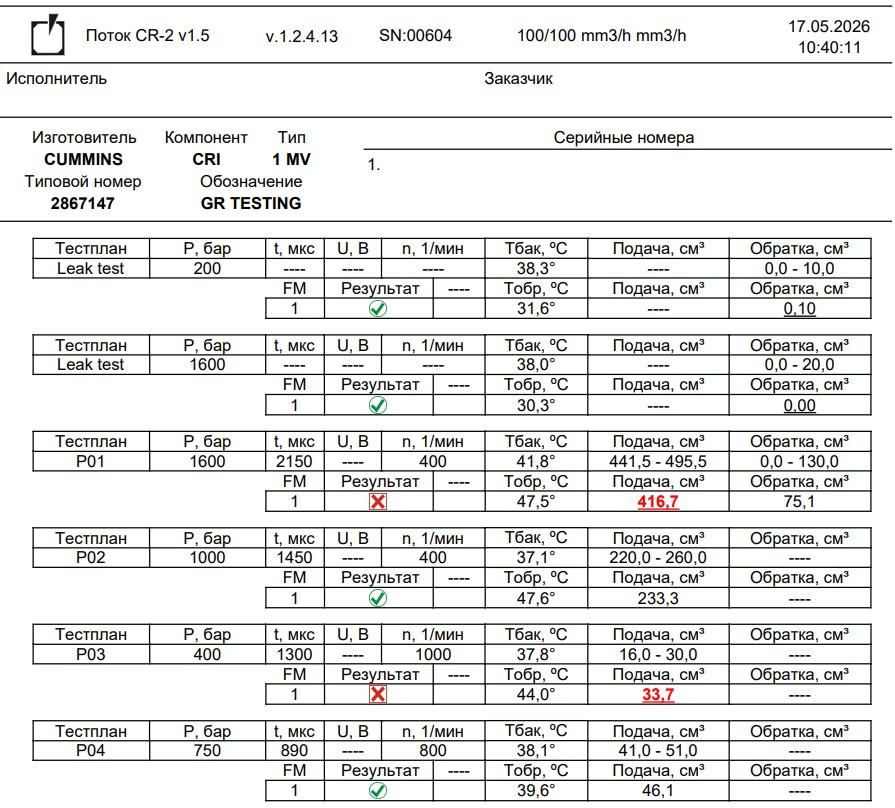 Поток CR-2 v1.5 v.1.2.4.13 SN:00604 100/100 mm3/h mm3/h 17.05.2026
10:40:11
Исполнитель Заказчик
Изготовитель Компонент Тип Серийные номера
CUMMINS CRI 1 MV 1.
Типовой номер Обозначение
2867147 GR TESTING
Тестплан P, бар t, мкс U, В n, 1/мин Тбак, ºC Подача, см³ Обратка, см³
Leak test 200 ---- ---- ---- 38,3° ---- 0,0 - 10,0
FM Результат ---- Тобр, ºC Подача, см³ Обратка, см³
1 31,6° ---- 0,10
Тестплан P, бар t, мкс U, В n, 1/мин Тбак, ºC Подача, см³ Обратка, см³
Leak test 1600 ---- ---- ---- 38,0° ---- 0,0 - 20,0
FM Результат ---- Тобр, ºC Подача, см³ Обратка, см³
1 30,3° ---- 0,00
Тестплан P, бар t, мкс U, В n, 1/мин Тбак, ºC Подача, см³ Обратка, см³
P01 1600 2150 ---- 400 41,8° 441,5 - 495,5 0,0 - 130,0
FM Результат ---- Тобр, ºC Подача, см³ Обратка, см³
1 47,5° 416,7 75,1
Тестплан P, бар t, мкс U, В n, 1/мин Тбак, ºC Подача, см³ Обратка, см³
P02 1000 1450 ---- 400 37,1° 220,0 - 260,0 ----
FM Результат ---- Тобр, ºC Подача, см³ Обратка, см³
1 47,6° 233,3 ----
Тестплан P, бар t, мкс U, В n, 1/мин Тбак, ºC Подача, см³ Обратка, см³
P03 400 1300 ---- 1000 37,8° 16,0 - 30,0 ----
FM Результат ---- Тобр, ºC Подача, см³ Обратка, см³
1 44,0° 33,7 ----
Тестплан P, бар t, мкс U, В n, 1/мин Тбак, ºC Подача, см³ Обратка, см³
P04 750 890 ---- 800 38,1° 41,0 - 51,0 ----
FM Результат ---- Тобр, ºC Подача, см³ Обратка, см³
1 39,6° 46,1 ----